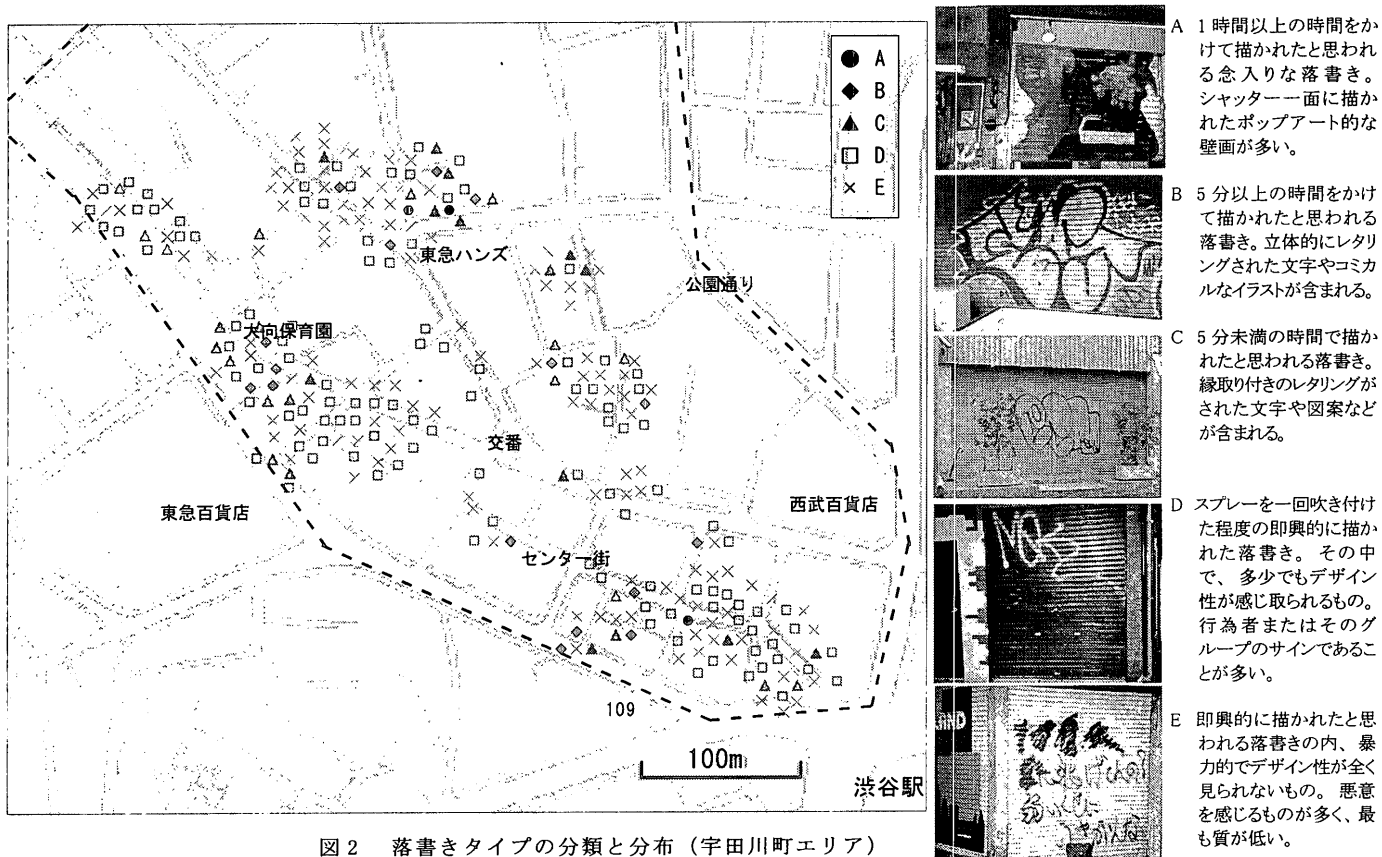 A
B
C
D
E
東急ハンズ
公園通り
大向保育園
交番
東急百貨店
西武百貨店
センター街
109
100m
渋谷駅
図2 落書きタイプの分類と分布（宇田川町エリア）
A 1時間以上の時間をか
けて描かれたと思われ
る念入りな落書き。
シャッター一面に描か
れたポップアート的な
壁画が多い。
B 5分以上の時間をかけ
て描かれたと思われる
落書き。立体的にレタリ
ングされた文字やコミカ
ルなイラストが含まれる。
C 5分未満の時間で描か
れたと思われる落書き。
縁取り付きのレタリングが
された文字や図案など
が含まれる。
D スプレーを一回吹き付け
た程度の即興的に描か
れた落書き。その中
で、多少でもデザイン
性が感じ取られるもの。
行為者またはそのグ
ループのサインであるこ
とが多い。
E 即興的に描かれたと思
われる落書きの内、暴
力的でデザイン性が全く
見られないもの。悪意
を感じるものが多く、最
も質が低い。